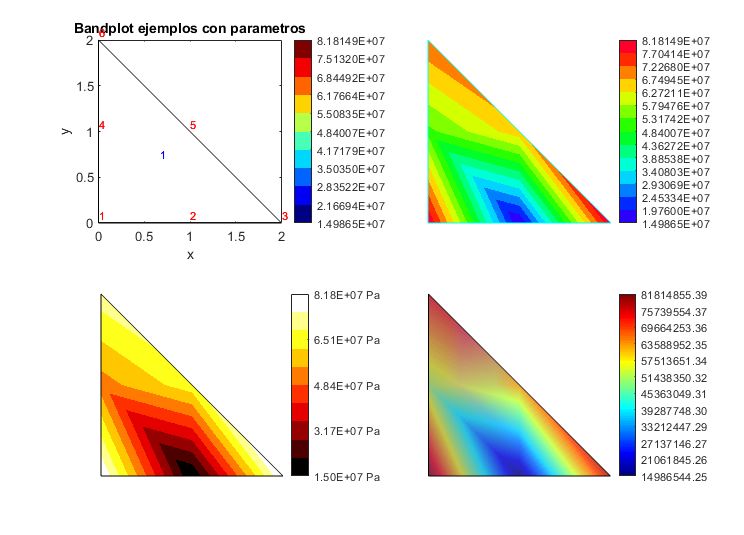 Bandplot ejemplos con parametros
6
2
1.5
1
0.5
0
y
4
5
1
1
2
3
0
0.5
1
1.5
2
x
8.18149E+07
7.51320E+07
6.84492E+07
6.17664E+07
5.50835E+07
4.84007E+07
4.17179E+07
3.50350E+07
2.83522E+07
2.16694E+07
1.49865E+07
8.18149E+07
7.70414E+07
7.22680E+07
6.74945E+07
6.27211E+07
5.79476E+07
5.31742E+07
4.84007E+07
4.36272E+07
3.88538E+07
3.40803E+07
2.93069E+07
2.45334E+07
1.97600E+07
1.49865E+07
8.18E+07 Pa
6.51E+07 Pa
4.84E+07 Pa
3.17E+07 Pa
1.50E+07 Pa
81814855.39
75739554.37
69664253.36
63588952.35
57513651.34
51438350.32
45363049.31
39287748.30
33212447.29
27137146.27
21061845.26
14986544.25